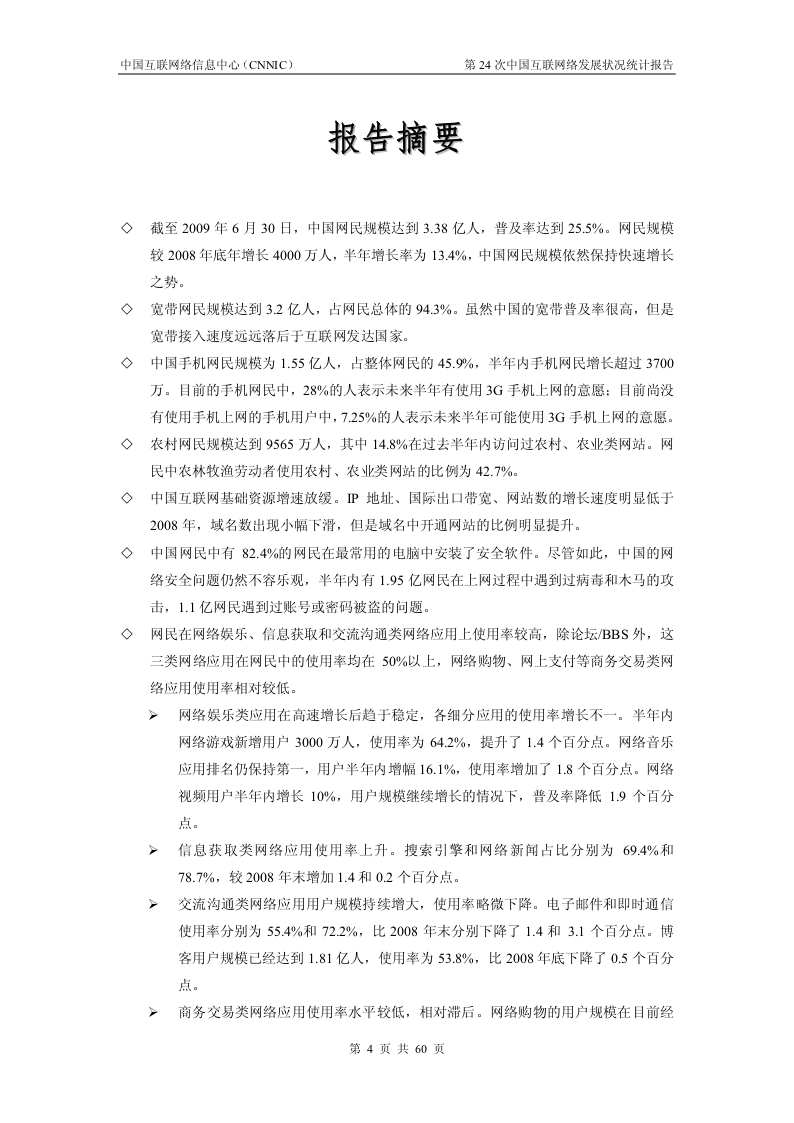 中国互联网络信息中心（CNNIC） 第 24 次中国互联网络发展状况统计报告
报告摘要
◇ 截至 2009 年 6 月 30 日，中国网民规模达到 3.38 亿人，普及率达到 25.5%。网民规模
较 2008 年底年增长 4000 万人，半年增长率为 13.4%，中国网民规模依然保持快速增长
之势。
◇ 宽带网民规模达到 3.2 亿人，占网民总体的 94.3%。虽然中国的宽带普及率很高，但是
宽带接入速度远远落后于互联网发达国家。
◇ 中国手机网民规模为 1.55 亿人，占整体网民的 45.9%，半年内手机网民增长超过 3700
万。目前的手机网民中，28%的人表示未来半年有使用 3G 手机上网的意愿；目前尚没
有使用手机上网的手机用户中，7.25%的人表示未来半年可能使用 3G 手机上网的意愿。
◇ 农村网民规模达到 9565 万人，其中 14.8%在过去半年内访问过农村、农业类网站。网
民中农林牧渔劳动者使用农村、农业类网站的比例为 42.7%。
◇ 中国互联网基础资源增速放缓。IP 地址、国际出口带宽、网站数的增长速度明显低于
2008 年，域名数出现小幅下滑，但是域名中开通网站的比例明显提升。
◇ 中国网民中有 82.4%的网民在最常用的电脑中安装了安全软件。尽管如此，中国的网
络安全问题仍然不容乐观，半年内有 1.95 亿网民在上网过程中遇到过病毒和木马的攻
击，1.1 亿网民遇到过账号或密码被盗的问题。
◇ 网民在网络娱乐、信息获取和交流沟通类网络应用上使用率较高，除论坛/BBS 外，这
三类网络应用在网民中的使用率均在 50%以上，网络购物、网上支付等商务交易类网
络应用使用率相对较低。
➢ 网络娱乐类应用在高速增长后趋于稳定，各细分应用的使用率增长不一。半年内
网络游戏新增用户 3000 万人，使用率为 64.2%，提升了 1.4 个百分点。网络音乐
应用排名仍保持第一，用户半年内增幅 16.1%，使用率增加了 1.8 个百分点。网络
视频用户半年内增长 10%，用户规模继续增长的情况下，普及率降低 1.9 个百分
点。
➢ 信息获取类网络应用使用率上升。搜索引擎和网络新闻占比分别为 69.4%和
78.7%，较 2008 年末增加 1.4 和 0.2 个百分点。
➢ 交流沟通类网络应用用户规模持续增大，使用率略微下降。电子邮件和即时通信
使用率分别为 55.4%和 72.2%，比 2008 年末分别下降了 1.4 和 3.1 个百分点。博
客用户规模已经达到 1.81 亿人，使用率为 53.8%，比 2008 年底下降了 0.5 个百分
点。
➢ 商务交易类网络应用使用率水平较低，相对滞后。网络购物的用户规模在目前经
第 4 页 共 60 页